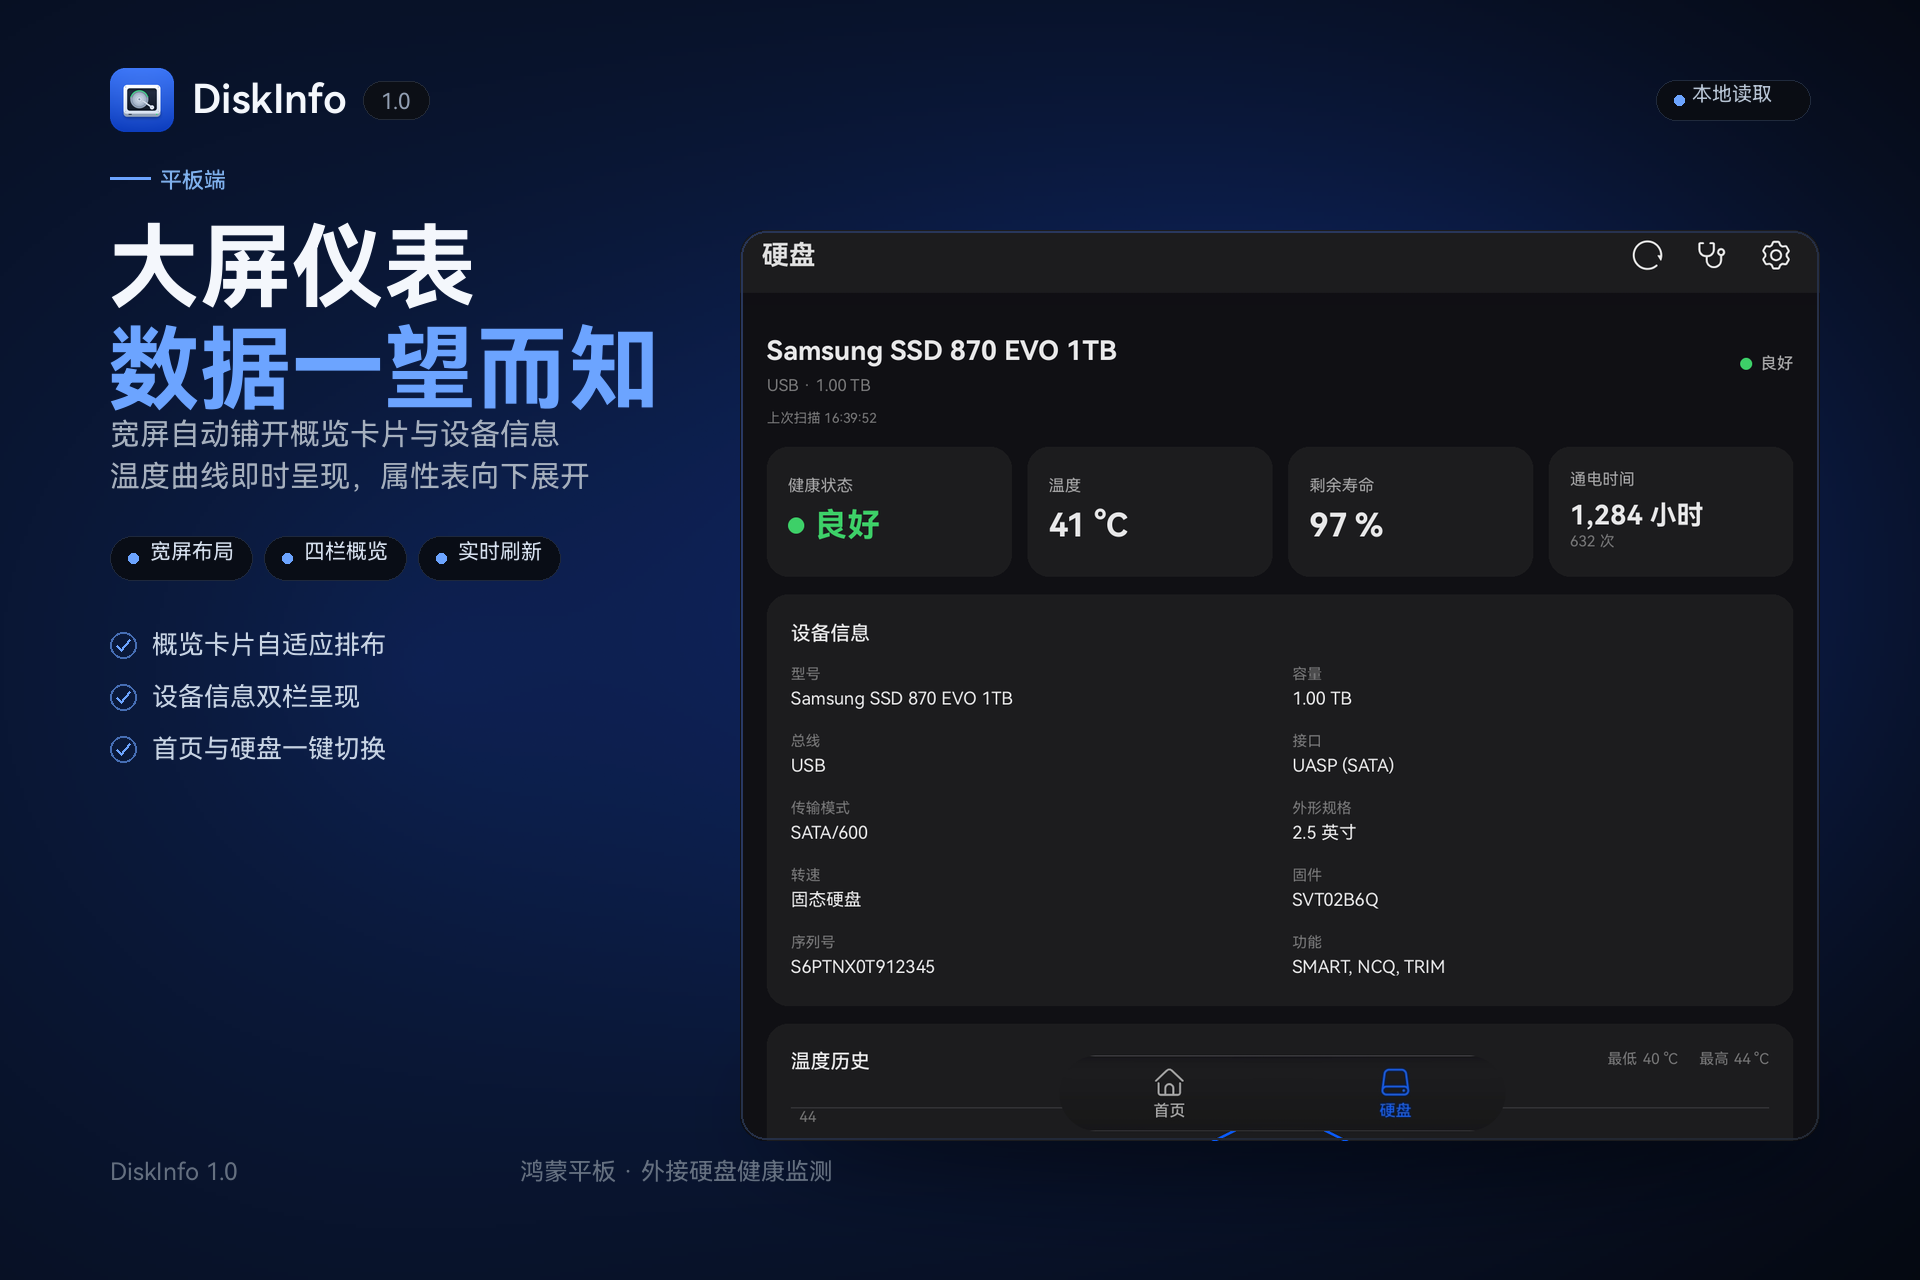 DiskInfo 1.0
本地读取
平板端
大屏仪表
数据一望而知
宽屏自动铺开概览卡片与设备信息
温度曲线即时呈现，属性表向下展开
宽屏布局 四栏概览 实时刷新
概览卡片自适应排布
设备信息双栏呈现
首页与硬盘一键切换
硬盘
Samsung SSD 870 EVO 1TB
良好
USB · 1.00 TB
上次扫描 16:39:52
健康状态
良好
温度
41 °C
剩余寿命
97 %
通电时间
1,284 小时
632 次
设备信息
型号
Samsung SSD 870 EVO 1TB
容量
1.00 TB
总线
USB
接口
UASP (SATA)
传输模式
SATA/600
外形规格
2.5 英寸
转速
固态硬盘
固件
SVT02B6Q
序列号
S6PTNX0T912345
功能
SMART, NCQ, TRIM
温度历史
最低 40 °C 最高 44 °C
44
首页
硬盘
DiskInfo 1.0
鸿蒙平板 · 外接硬盘健康监测